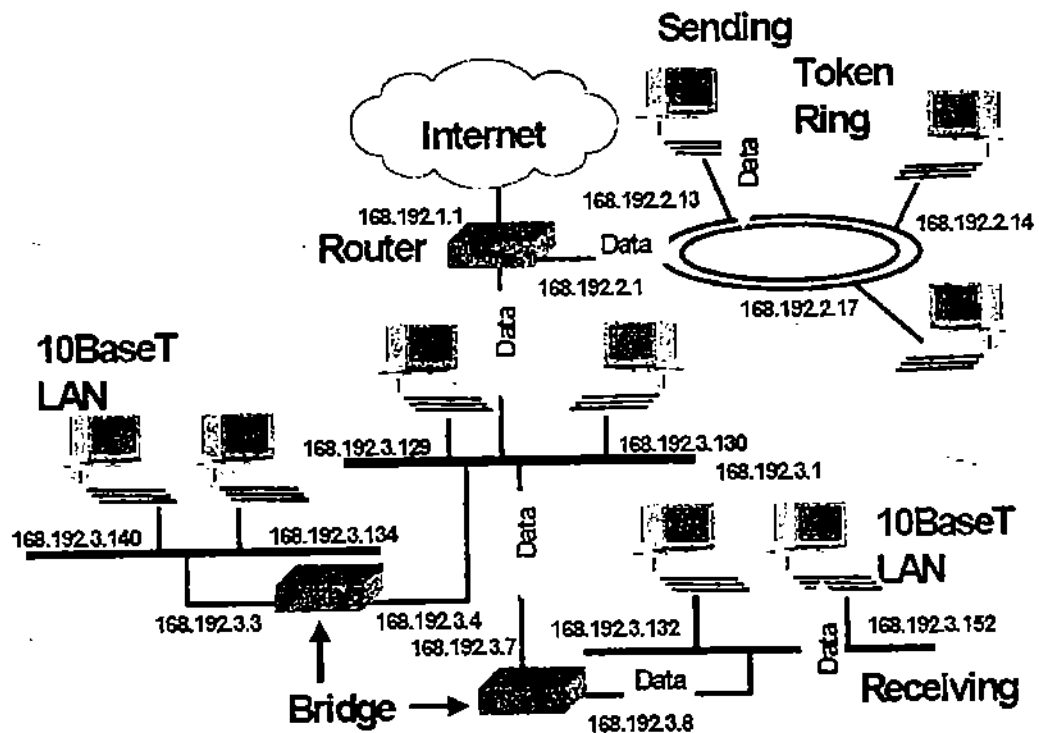 Sending
Token
Ring
Internet
Data
168.192.1.1
168.192.2.13
168.192.2.14
Router
Data
168.192.2.1
168.192.2.17
Data
10BaseT
LAN
168.192.3.129
168.192.3.130
168.192.3.1
168.192.3.140
168.192.3.134
Data
10BaseT
LAN
168.192.3.3
168.192.3.4
168.192.3.7
168.192.3.132
168.192.3.152
Data
Data
Receiving
Bridge
168.192.3.8